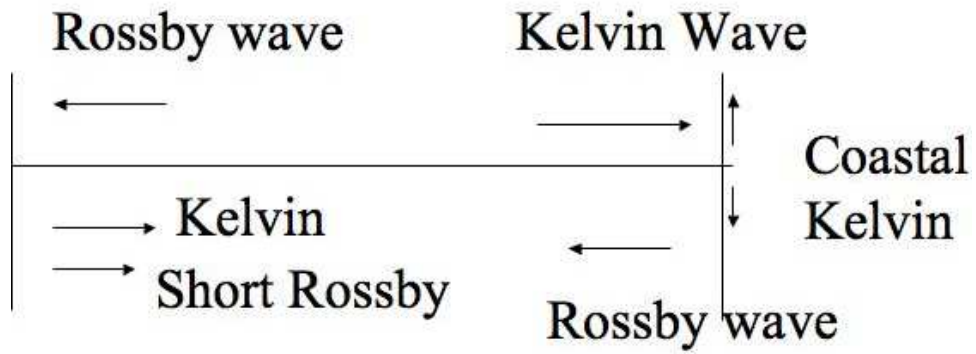 Rossby wave
Kelvin Wave
Coastal
Kelvin
Kelvin
Short Rossby
Rossby wave